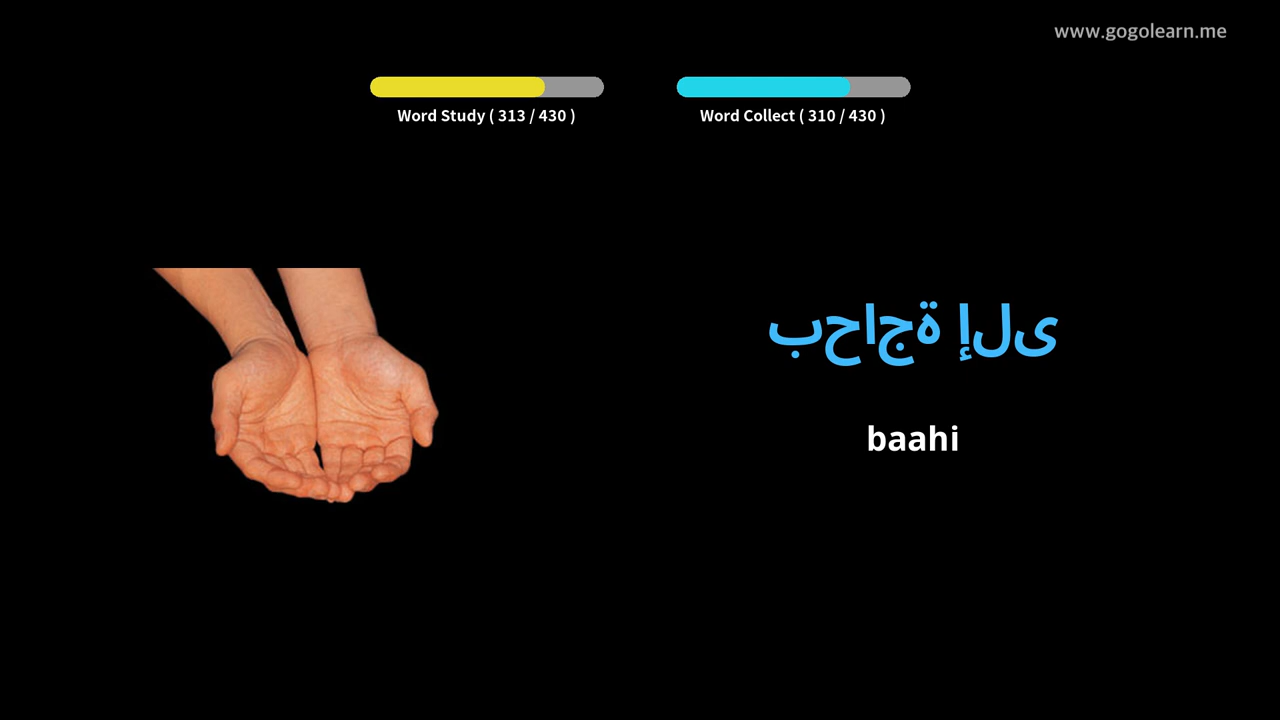 www.gogolearn.me
Word Study ( 313 / 430 )
Word Collect ( 310 / 430 )
بحاجة إلى
baahi